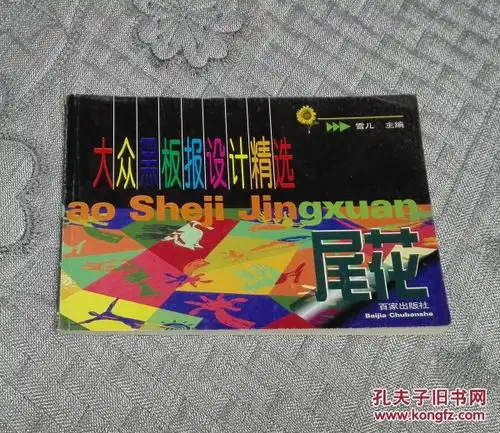 雪儿 主编
大众黑板报设计精选
ao Sheji Jingxuan
尾花
百家出版社
Baijia Chubanshe
孔夫子旧书网
www.kongfz.com